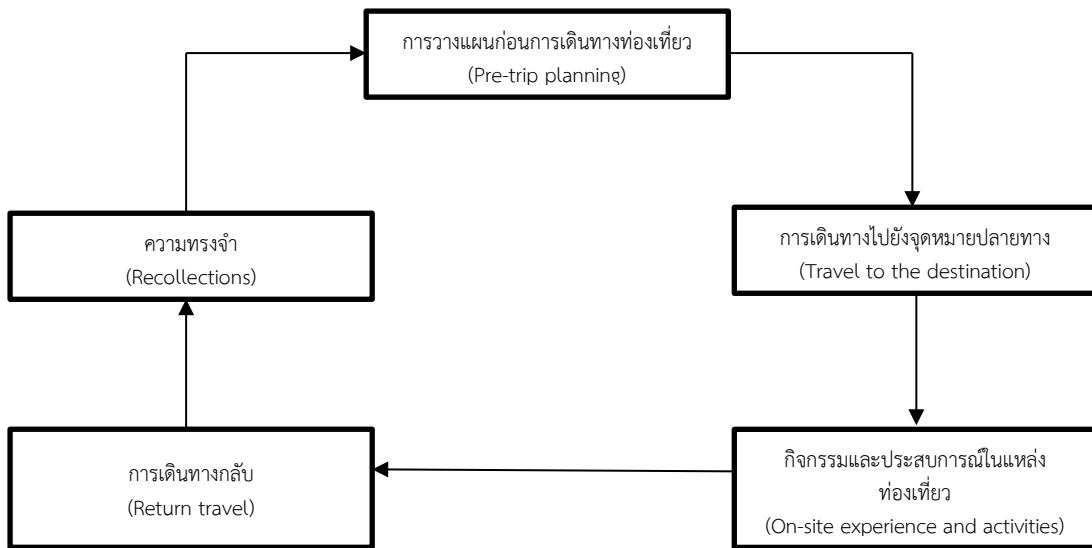 การวางแผนก่อนการเดินทางท่องเที่ยว
(Pre-trip planning)
ความทรงจำ
(Recollections)
การเดินทางไปยังจุดหมายปลายทาง
(Travel to the destination)
การเดินทางกลับ
(Return travel)
กิจกรรมและประสบการณ์ในแหล่ง
ท่องเที่ยว
(On-site experience and activities)